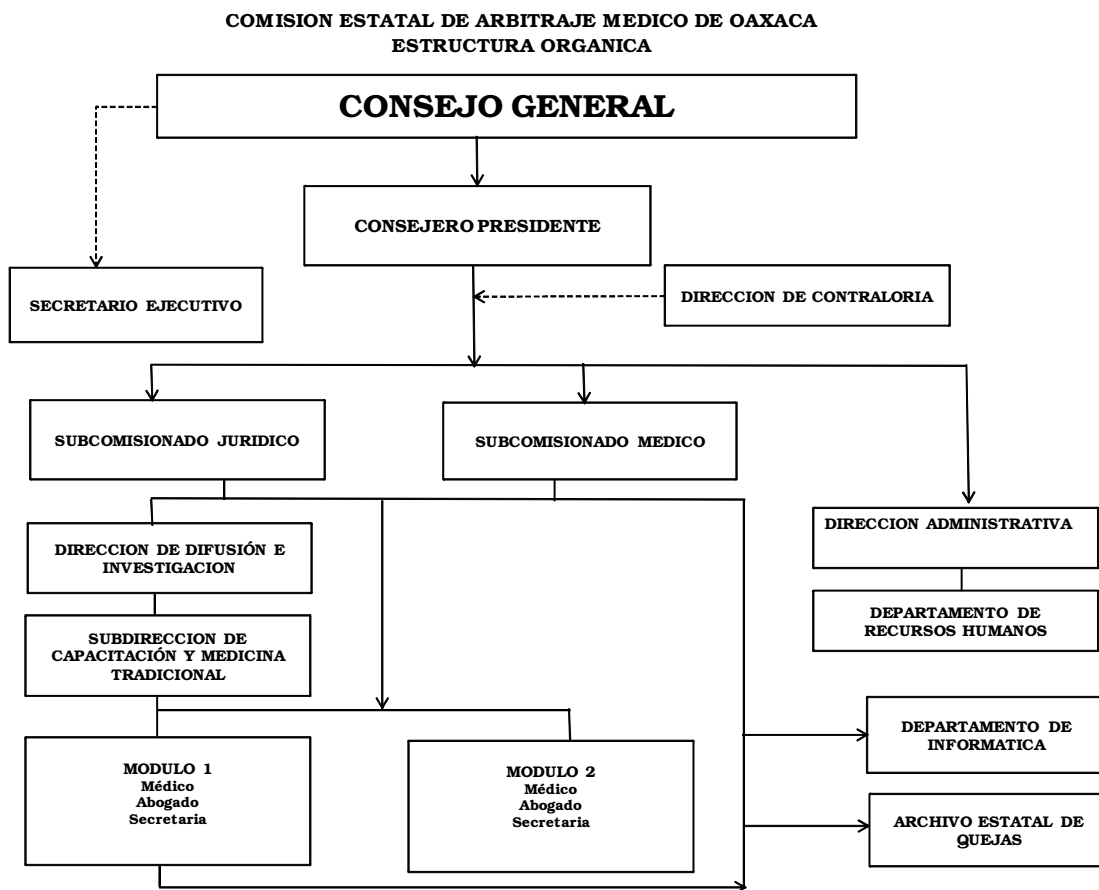 COMISION ESTATAL DE ARBITRAJE MEDICO DE OAXACA
ESTRUCTURA ORGANICA
CONSEJO GENERAL
CONSEJERO PRESIDENTE
SECRETARIO EJECUTIVO
DIRECCION DE CONTRALORIA
SUBCOMISIONADO JURIDICO
SUBCOMISIONADO MEDICO
DIRECCION ADMINISTRATIVA
DIRECCION DE DIFUSIÓN E
INVESTIGACION
DEPARTAMENTO DE
RECURSOS HUMANOS
SUBDIRECCION DE
CAPACITACIÓN Y MEDICINA
TRADICIONAL
DEPARTAMENTO DE
INFORMATICA
MODULO 1
Médico
Abogado
Secretaria
MODULO 2
Médico
Abogado
Secretaria
ARCHIVO ESTATAL DE
QUEJAS